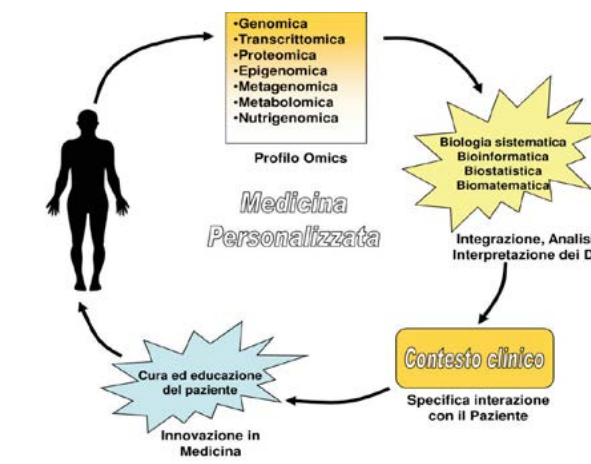 •Genomica
•Transcrittomica
•Proteomica
•Epigenomica
•Metagenomica
•Metabolomica
•Nutrigenomica
Profilo Omics
Biologia sistematica
Bioinformatica
Biostatistica
Biomatematica
Integrazione, Analisi
Interpretazione dei D
Medicina
Personalizzata
Contesto clinico
Specifica interazione
con il Paziente
Cura ed educazione
del paziente
Innovazione in
Medicina